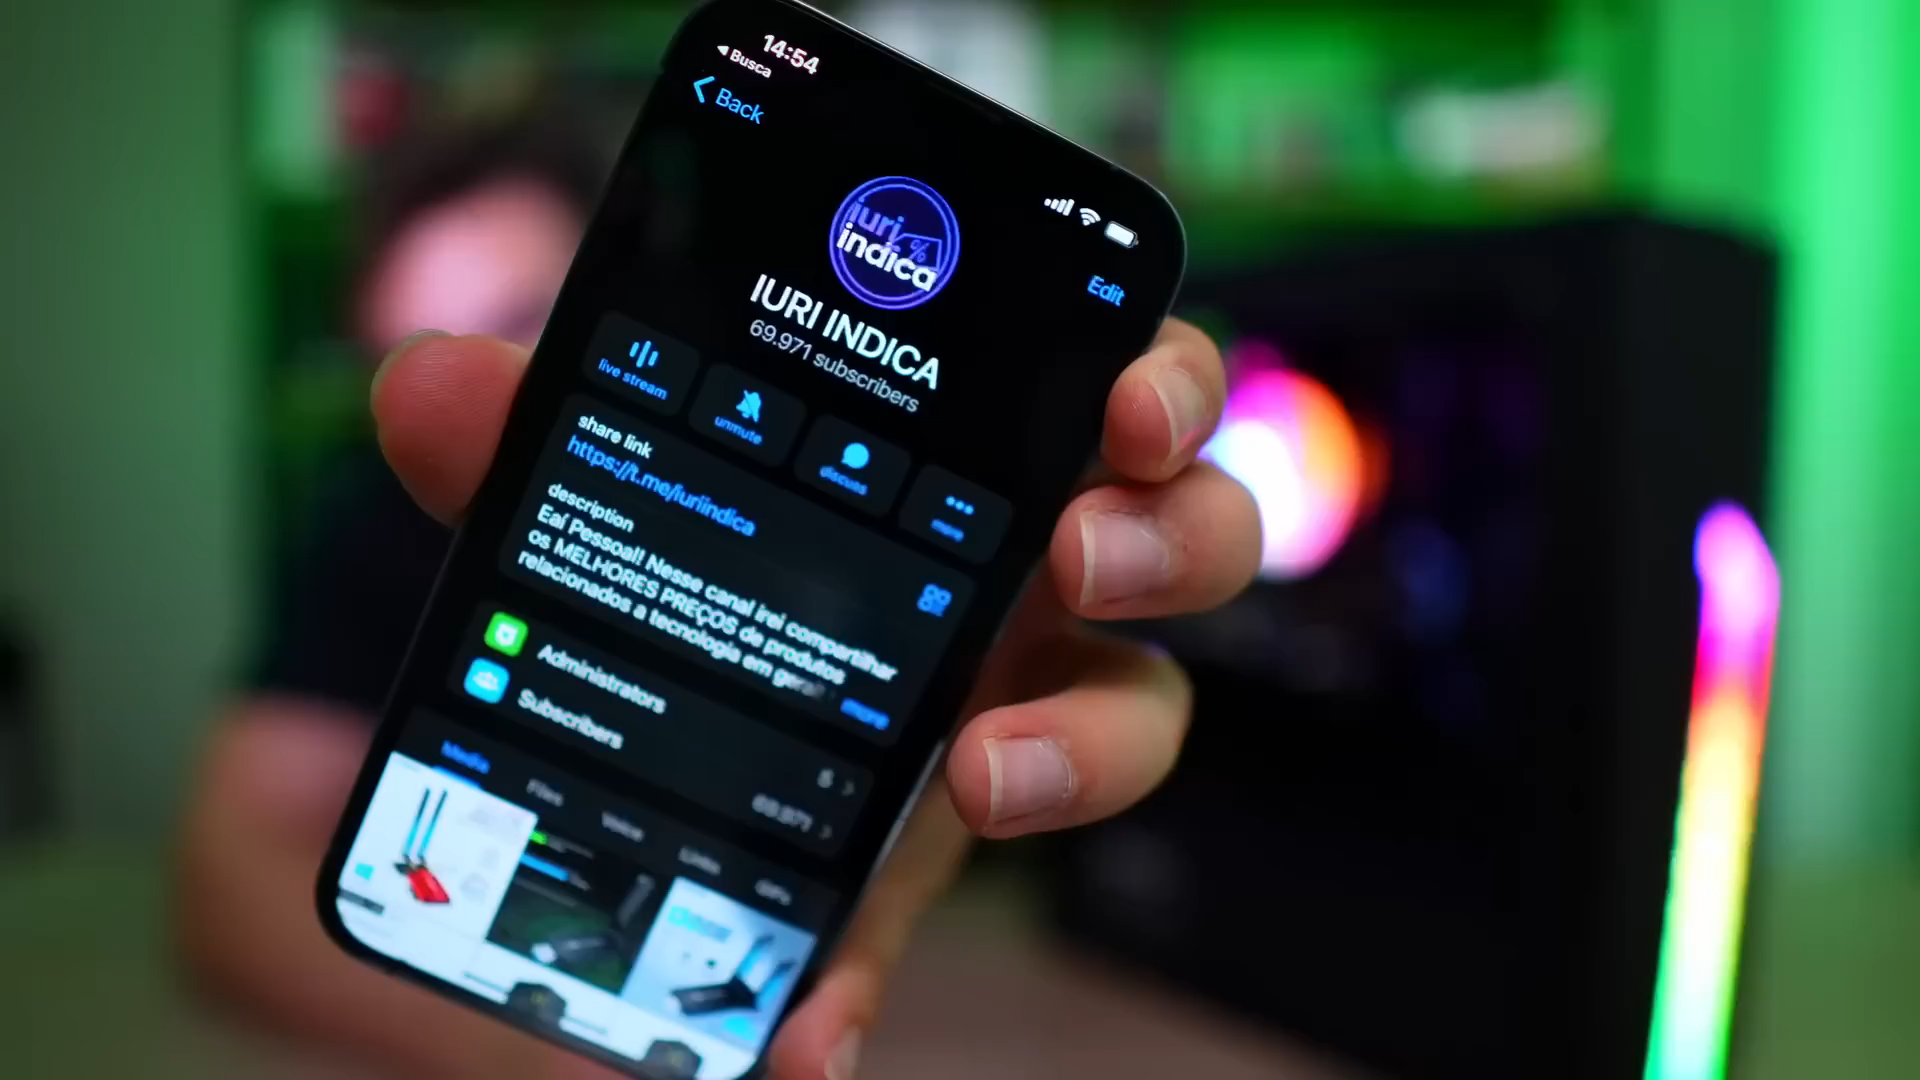 14:54
Busca
Back
Edit
iuri
indica
%
IURI INDICA
69.971 subscribers
live stream
unmute
discuss
more
share link
https://t.me/iuriindica
description
Eaí Pessoal! Nesse canal irei compartilhar
os MELHORES PREÇOS de produtos
relacionados a tecnologia em geral!
more
Administrators
Subscribers
69.971
Media
Files
Voice
Links
GIFs